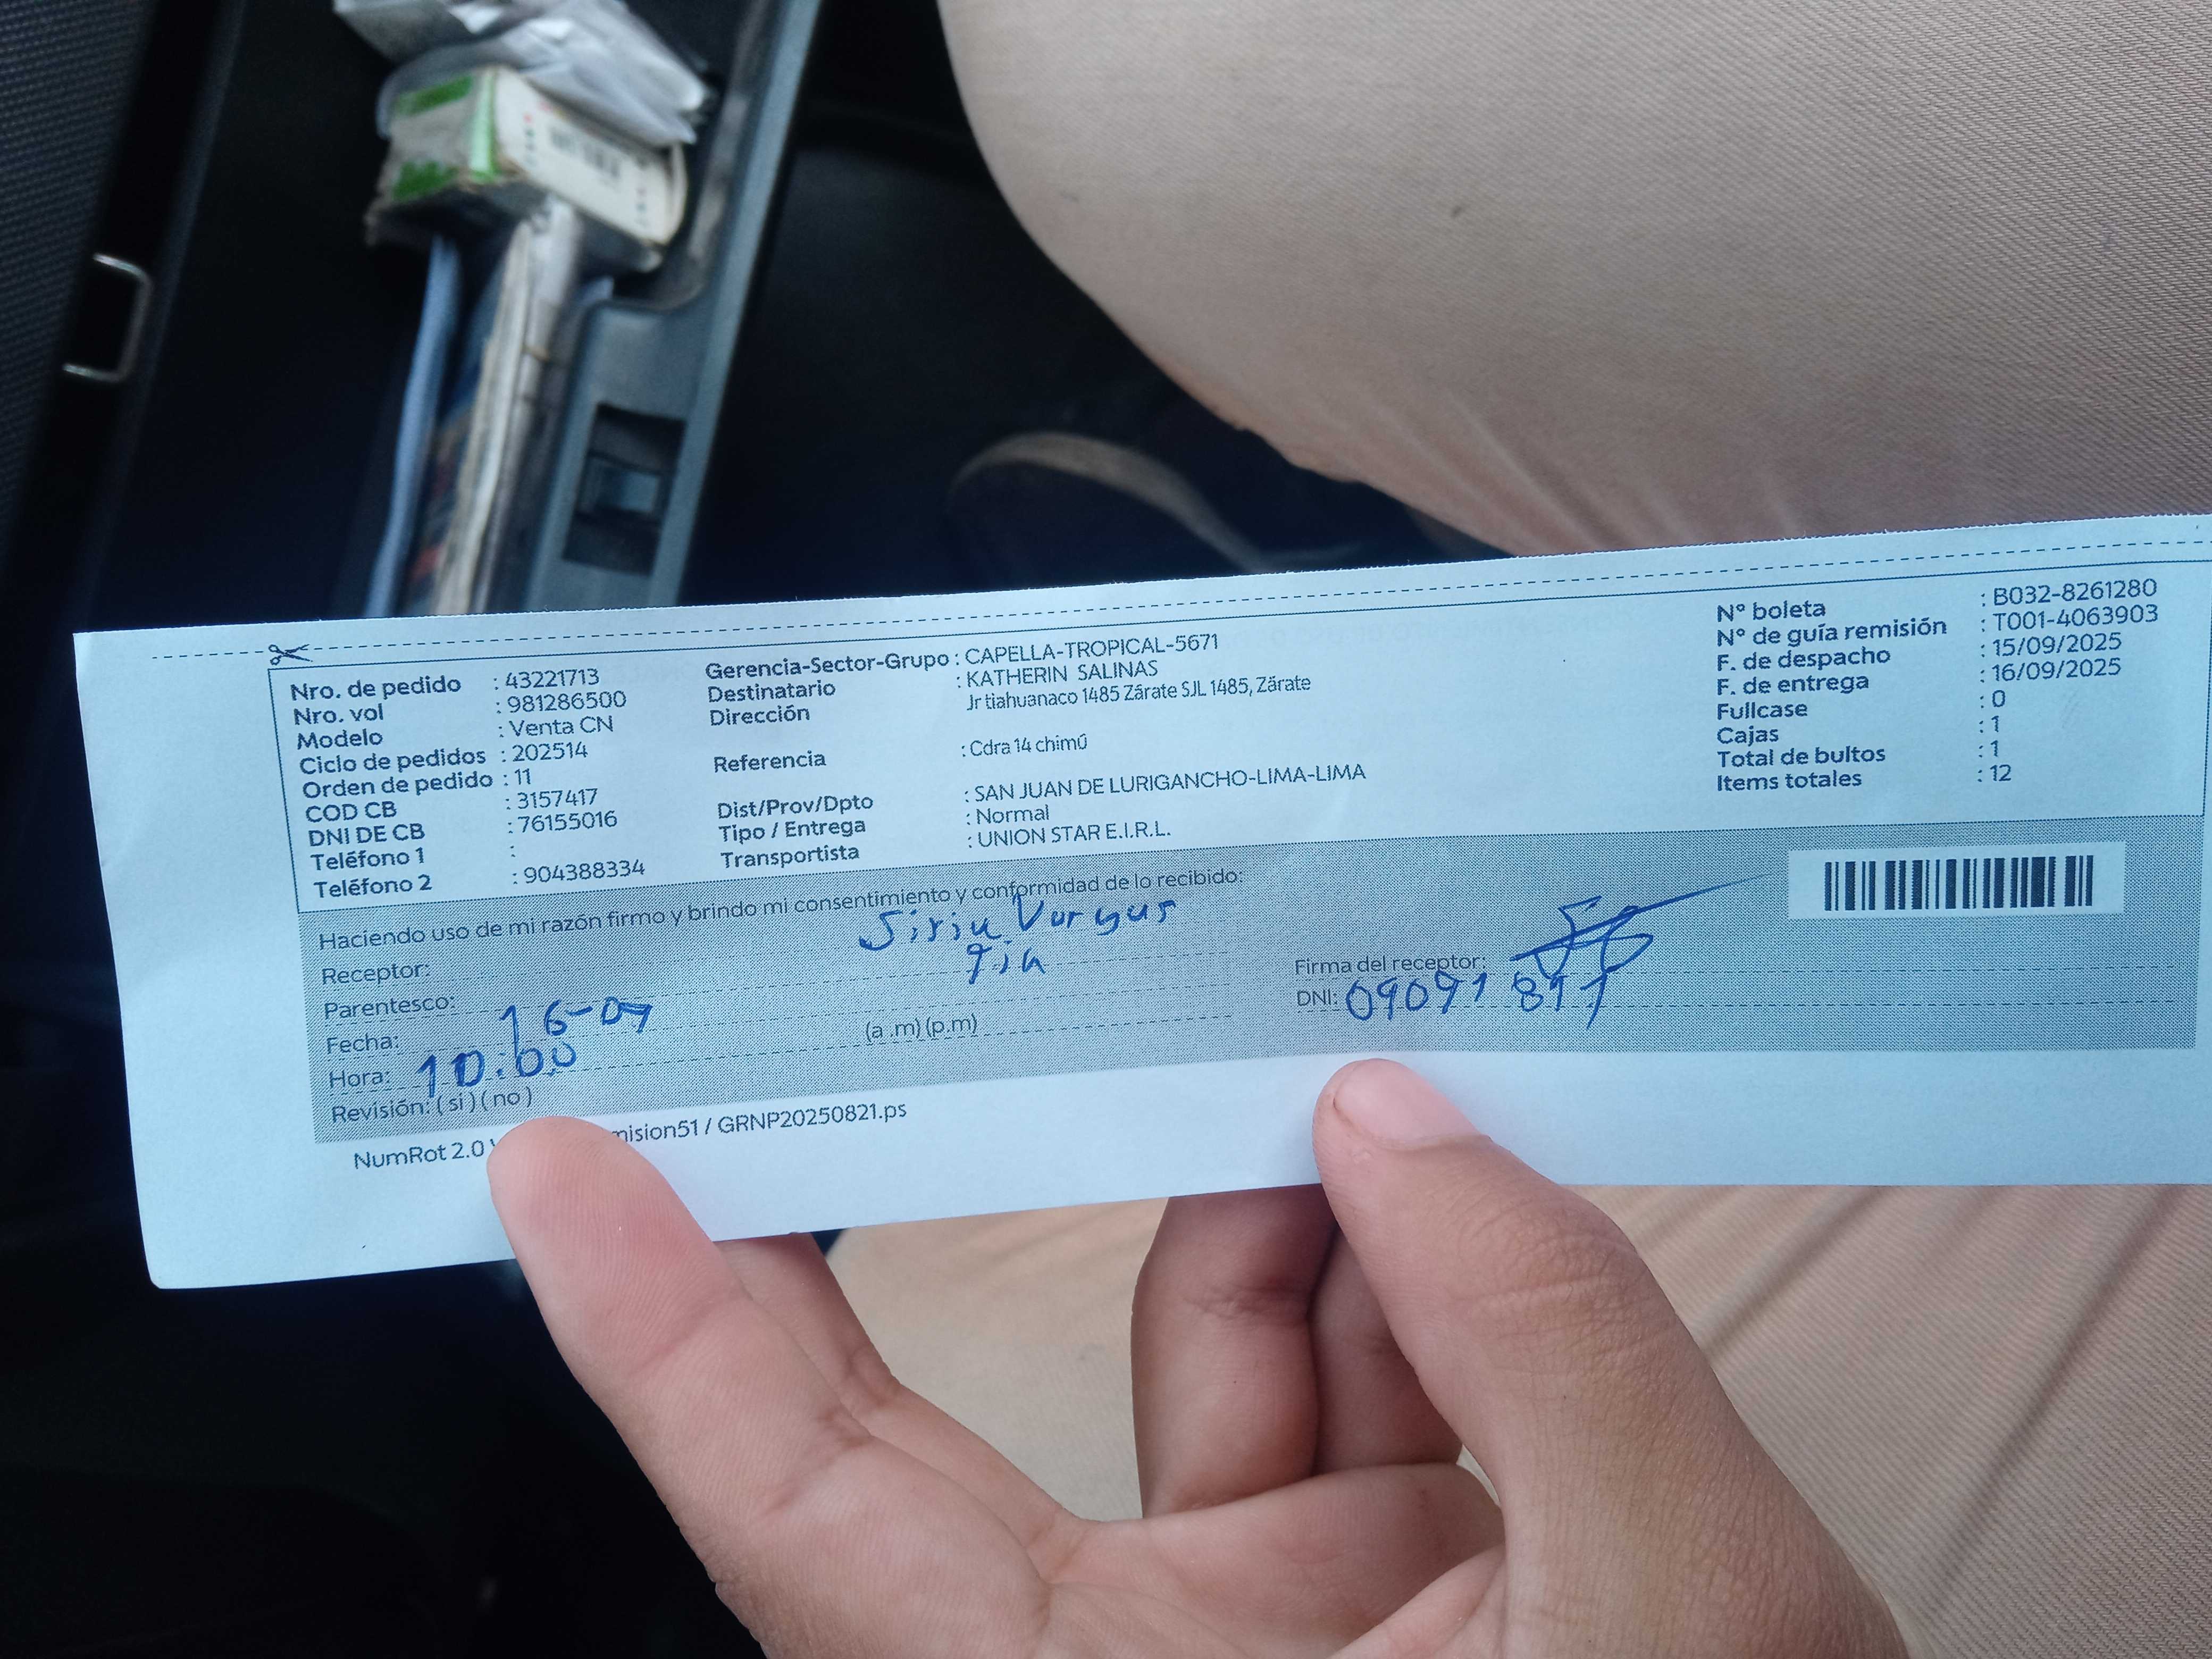 Nro. de pedido : 43221713
Nro. vol : 981286500
Modelo : Venta CN
Ciclo de pedidos : 202514
Orden de pedido : 11
COD CB : 3157417
DNI DE CB : 76155016
Teléfono 1 :
Teléfono 2 : 904388334
Gerencia-Sector-Grupo : CAPELLA-TROPICAL-5671
Destinatario : KATHERIN SALINAS
Dirección Jr tiahuanaco 1485 Zárate SJL 1485, Zárate
Referencia : Cdra 14 chimú
Dist/Prov/Dpto : SAN JUAN DE LURIGANCHO-LIMA-LIMA
Tipo / Entrega : Normal
Transportista : UNION STAR E.I.R.L.
N° boleta : B032-8261280
N° de guía remisión : T001-4063903
F. de despacho : 15/09/2025
F. de entrega : 16/09/2025
Fullcase : 0
Cajas : 1
Total de bultos : 1
Items totales : 12
Haciendo uso de mi razón firmo y brindo mi consentimiento y conformidad de lo recibido:
Receptor: Vargas
Parentesco: Tia
Fecha: 16-09
Hora: 10:00 (a.m) (p.m)
Revisión: ( si ) ( no )
Firma del receptor:
DNI: 09091897
NumRot 2.0 mision51 / GRNP20250821.ps